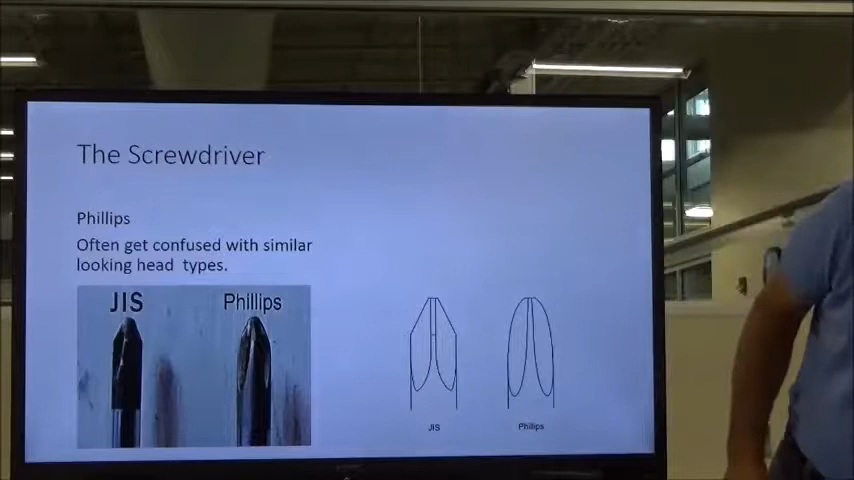 The Screwdriver
Phillips
Often get confused with similar
looking head types.
JIS
Phillips
JIS
Phillips